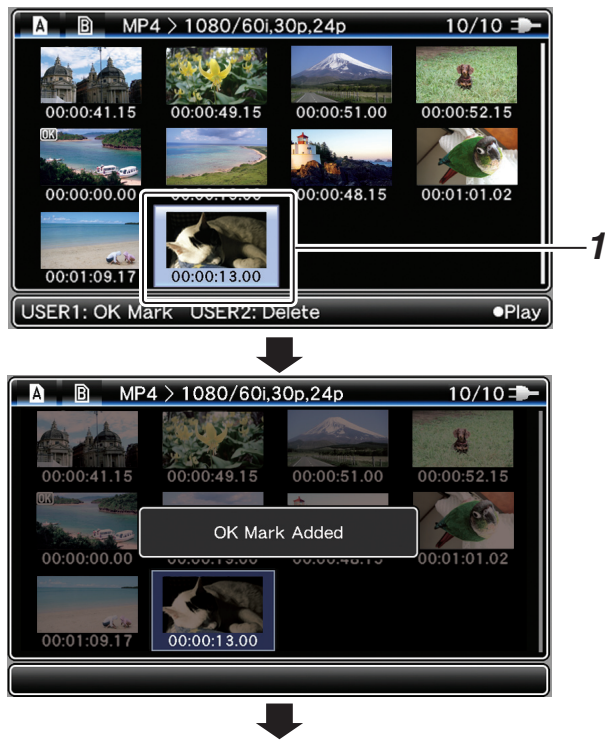 A B MP4 > 1080/60i,30p,24p 10/10
00:00:41.15 00:00:49.15 00:00:51.00 00:00:52.15
OK
00:00:00.00 00:00:48.15 00:01:01.02
1
00:01:09.17 00:00:13.00
USER1: OK Mark USER2: Delete ●Play
A B MP4 > 1080/60i,30p,24p 10/10
00:00:41.15 00:00:49.15 00:00:51.00 00:00:52.15
OK
OK Mark Added
00:00:00.00 00:00:48.15 00:01:01.02
00:01:09.17 00:00:13.00